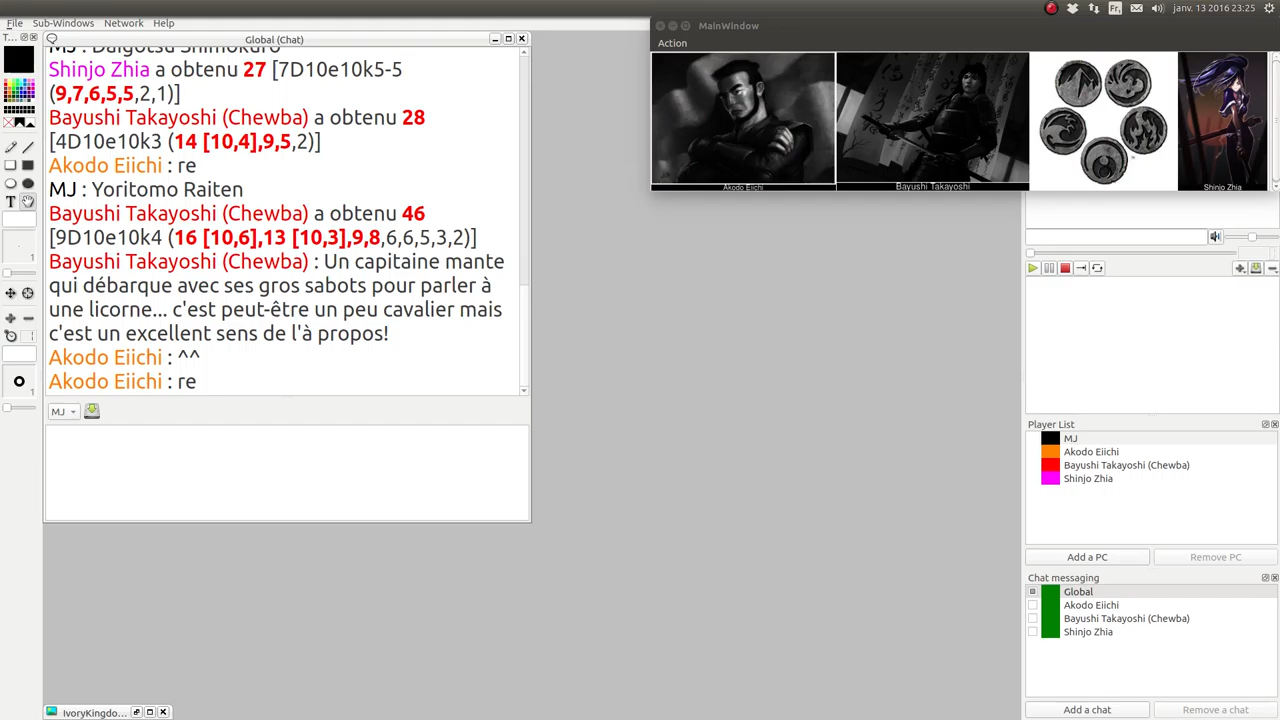 janv. 13 2016 23:25
Fr
File Sub-Windows Network Help
MainWindow
T...
Global (Chat)
Action
MJ : Daigotsu Shimokuro
Shinjo Zhia a obtenu 27 [7D10e10k5-5
(9,7,6,5,5,2,1)]
Bayushi Takayoshi (Chewba) a obtenu 28
[4D10e10k3 (14 [10,4],9,5,2)]
Akodo Eiichi : re
MJ : Yoritomo Raiten
Bayushi Takayoshi (Chewba) a obtenu 46
[9D10e10k4 (16 [10,6],13 [10,3],9,8,6,6,5,3,2)]
Bayushi Takayoshi (Chewba) : Un capitaine mante
qui débarque avec ses gros sabots pour parler à
une licorne... c'est peut-être un peu cavalier mais
c'est un excellent sens de l'à propos!
Akodo Eiichi : ^^
Akodo Eiichi : re
MJ
1
1
Akodo Eiichi
Bayushi Takayoshi
Shinjo Zhia
Player List
MJ
Akodo Eiichi
Bayushi Takayoshi (Chewba)
Shinjo Zhia
Add a PC Remove PC
Chat messaging
Global
Akodo Eiichi
Bayushi Takayoshi (Chewba)
Shinjo Zhia
Add a chat Remove a chat
IvoryKingdo...